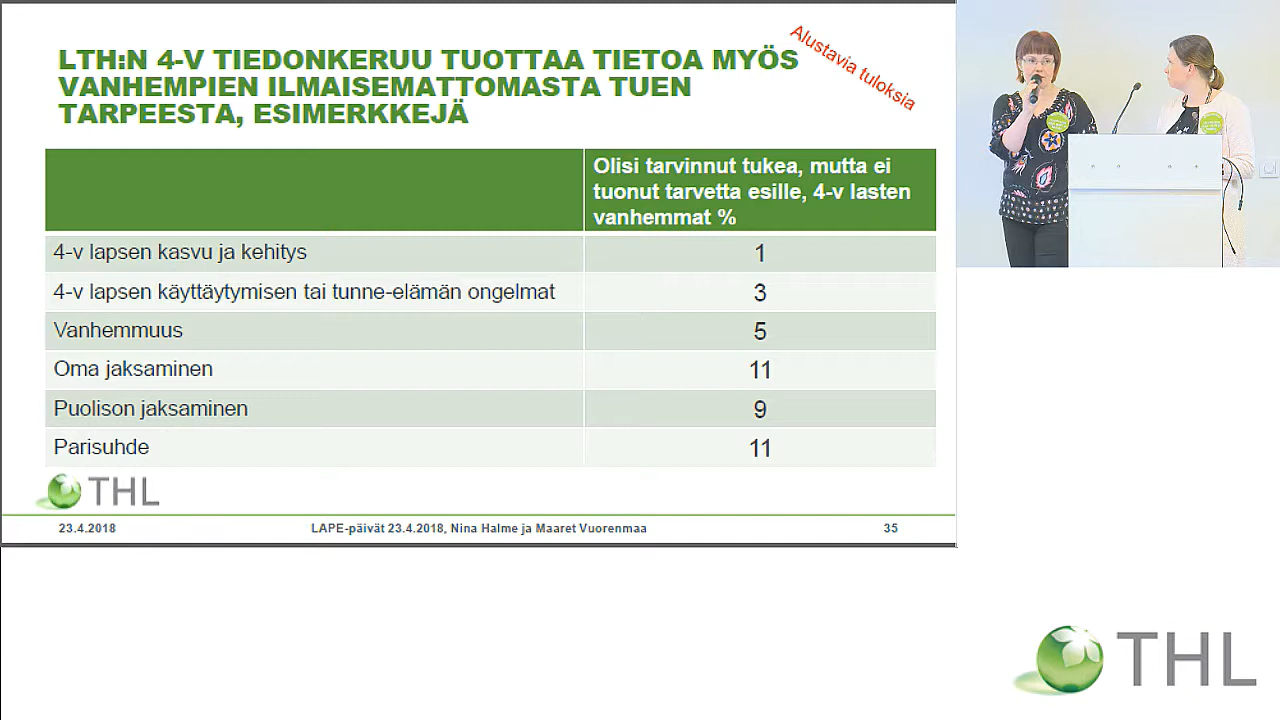 LTH:N 4-V TIEDONKERUU TUOTTAA TIETOA MYÖS
VANHEMPIEN ILMAISEMATTOMASTA TUEN
TARPEESTA, ESIMERKKEJÄ
Alustavia tuloksia
Olisi tarvinnut tukea, mutta ei
tuonut tarvetta esille, 4-v lasten
vanhemmat %
4-v lapsen kasvu ja kehitys 1
4-v lapsen käyttäytymisen tai tunne-elämän ongelmat 3
Vanhemmuus 5
Oma jaksaminen 11
Puolison jaksaminen 9
Parisuhde 11
THL
23.4.2018 LAPE-päivät 23.4.2018, Nina Halme ja Maaret Vuorenmaa 35
THL